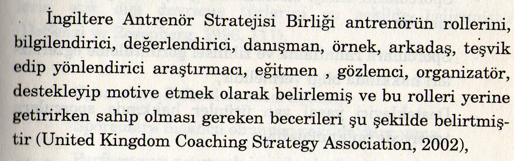 İngiltere Antrenör Stratejisi Birliği antrenörün rollerini,
bilgilendirici, değerlendirici, danışman, örnek, arkadaş, teşvik
edip yönlendirici araştırmacı, eğitmen , gözlemci, organizatör,
destekleyip motive etmek olarak belirlemiş ve bu rolleri yerine
getirirken sahip olması gereken becerileri şu şekilde belirtmiş-
tir (United Kingdom Coaching Strategy Association, 2002),